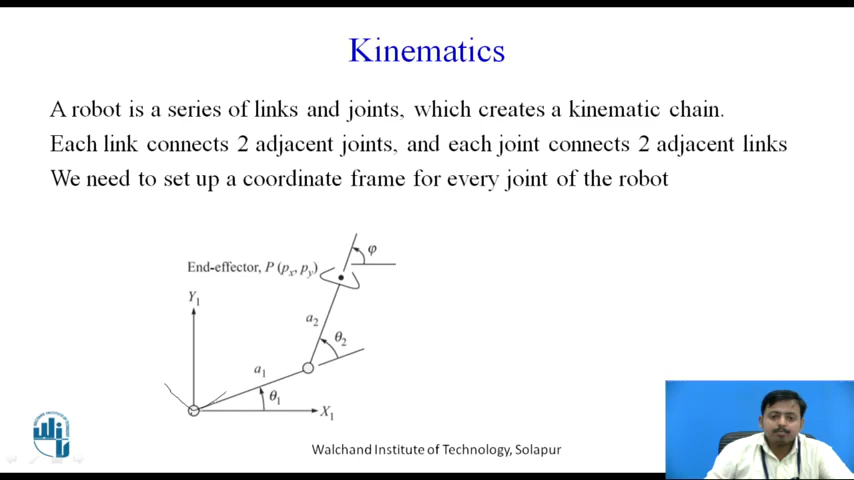 Kinematics
A robot is a series of links and joints, which creates a kinematic chain.
Each link connects 2 adjacent joints, and each joint connects 2 adjacent links
We need to set up a coordinate frame for every joint of the robot
φ
End-effector, P (pₓ, pᵧ)
Y₁
a₂
θ₂
a₁
θ₁
X₁
Walchand Institute of Technology, Solapur